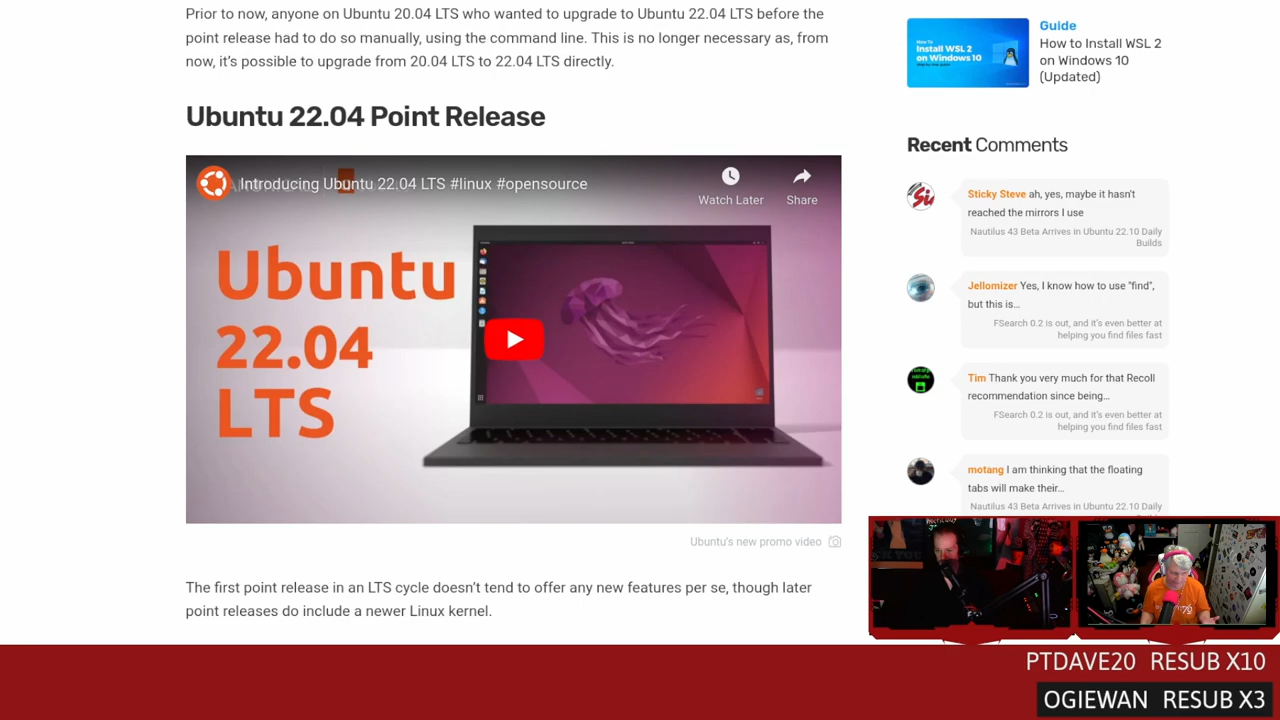 Prior to now, anyone on Ubuntu 20.04 LTS who wanted to upgrade to Ubuntu 22.04 LTS before the
point release had to do so manually, using the command line. This is no longer necessary as, from
now, it's possible to upgrade from 20.04 LTS to 22.04 LTS directly.
Ubuntu 22.04 Point Release
Introducing Ubuntu 22.04 LTS #linux #opensource
Watch Later
Share
Ubuntu
22.04
LTS
Ubuntu's new promo video
The first point release in an LTS cycle doesn't tend to offer any new features per se, though later
point releases do include a newer Linux kernel.
How To
Install WSL 2
on Windows 10
Guide
How to Install WSL 2
on Windows 10
(Updated)
Recent Comments
Sticky Steve ah, yes, maybe it hasn't
reached the mirrors I use
Nautilus 43 Beta Arrives in Ubuntu 22.10 Daily
Builds
Jellomizer Yes, I know how to use "find",
but this is…
FSearch 0.2 is out, and it's even better at
helping you find files fast
Tim Thank you very much for that Recoll
recommendation since being…
FSearch 0.2 is out, and it's even better at
helping you find files fast
motang I am thinking that the floating
tabs will make their…
Nautilus 43 Beta Arrives in Ubuntu 22.10 Daily
PTDAVE20 RESUB X10
OGIEWAN RESUB X3